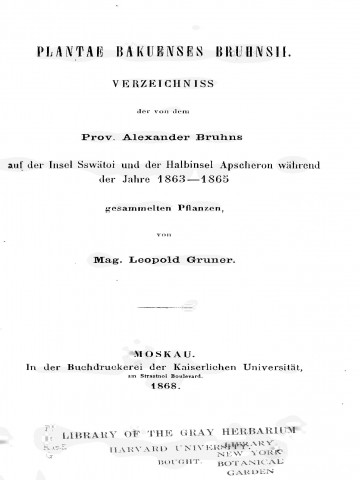 PLANTAE BAKUENSES BRUHNSII.
VERZEICHNISS
der von dem
Prov. Alexander Bruhns
auf der Insel Sswätoi und der Halbinsel Apscheron während
der Jahre 1863—1865
gesammelten Pflanzen,
von
Mag. Leopold Gruner.
MOSKAU.
In der Buchdruckerei der Kaiserlichen Universität,
am Strastnoi Boulevard.
1868.
LIBRARY OF THE GRAY HERBARIUM
HARVARD UNIVERSITY.
BOUGHT.
LIBRARY
NEW YORK
BOTANICAL
GARDEN